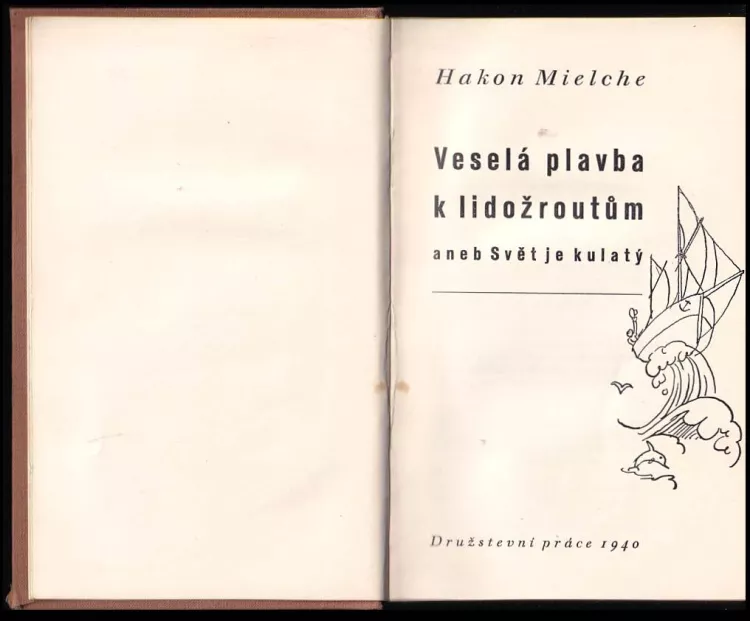 Hakon Mielche
Veselá plavba
k lidožroutům
aneb Svět je kulatý
Družstevní práce 1940